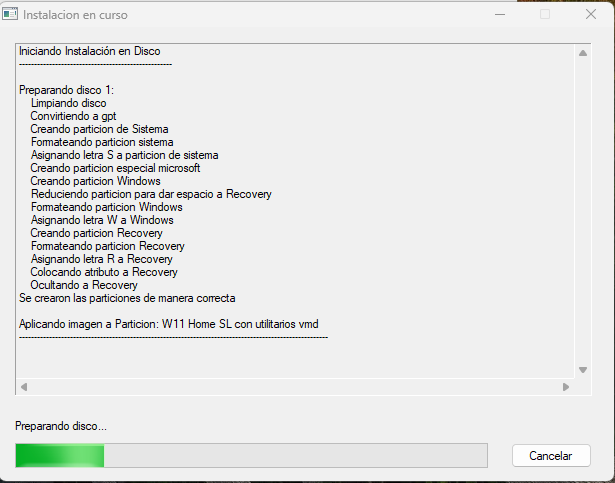 Instalacion en curso
Iniciando Instalación en Disco
---------------------------------------------------
Preparando disco 1:
Limpiando disco
Convirtiendo a gpt
Creando particion de Sistema
Formateando particion sistema
Asignando letra S a particion de sistema
Creando particion especial microsoft
Creando particion Windows
Reduciendo particion para dar espacio a Recovery
Formateando particion Windows
Asignando letra W a Windows
Creando particion Recovery
Formateando particion Recovery
Asignando letra R a Recovery
Colocando atributo a Recovery
Ocultando a Recovery
Se crearon las particiones de manera correcta
Aplicando imagen a Particion: W11 Home SL con utilitarios vmd
-------------------------------------------------------------------------------------------------------
Preparando disco...
Cancelar